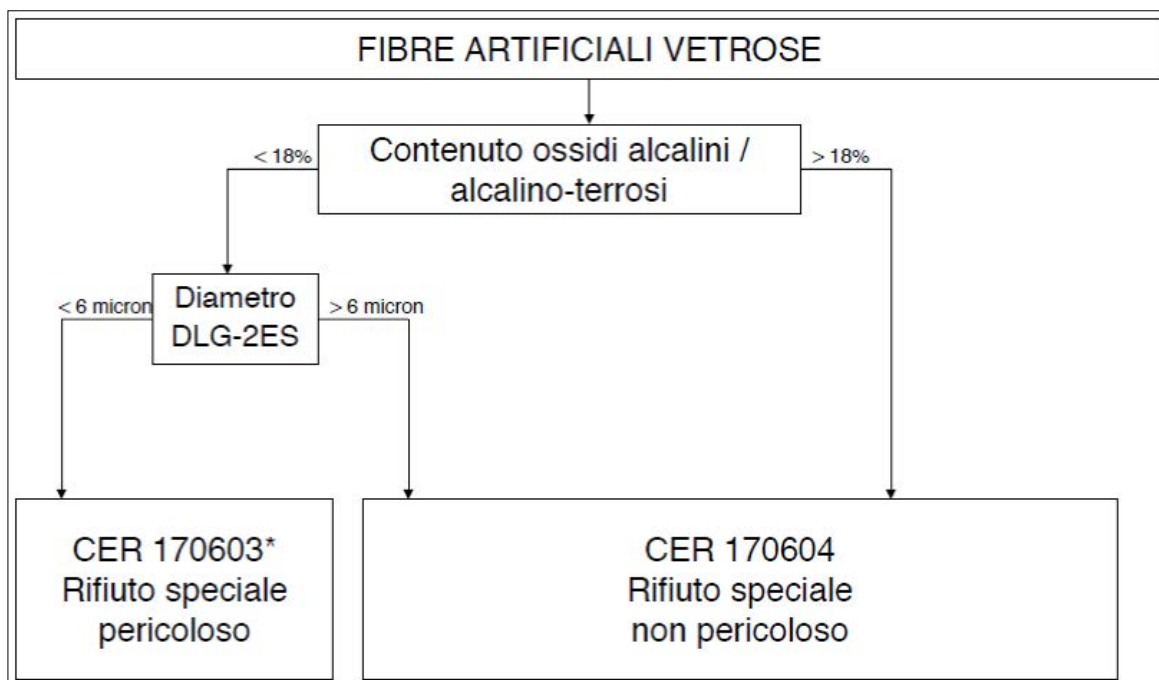 FIBRE ARTIFICIALI VETROSE
Contenuto ossidi alcalini /
alcalino-terrosi
< 18%
> 18%
Diametro
DLG-2ES
< 6 micron
> 6 micron
CER 170603*
Rifiuto speciale
pericoloso
CER 170604
Rifiuto speciale
non pericoloso